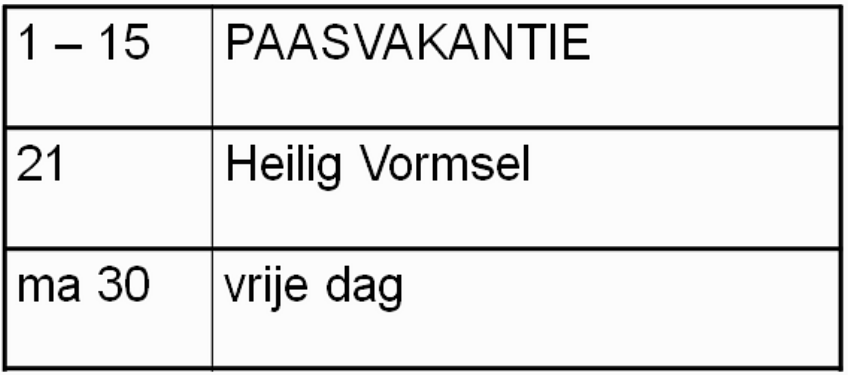 1 – 15 PAASVAKANTIE
21 Heilig Vormsel
ma 30 vrije dag